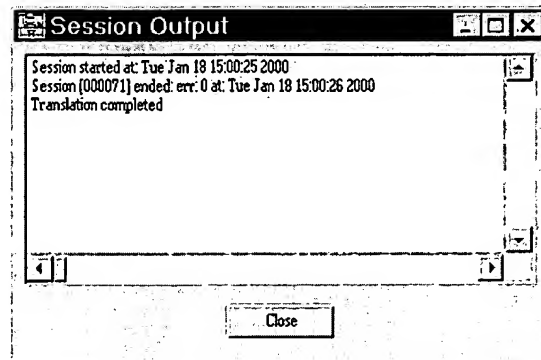 Session Output
Session started at: Tue Jan 18 15:00:25 2000
Session [000071] ended: err: 0 at: Tue Jan 18 15:00:26 2000
Translation completed
Close